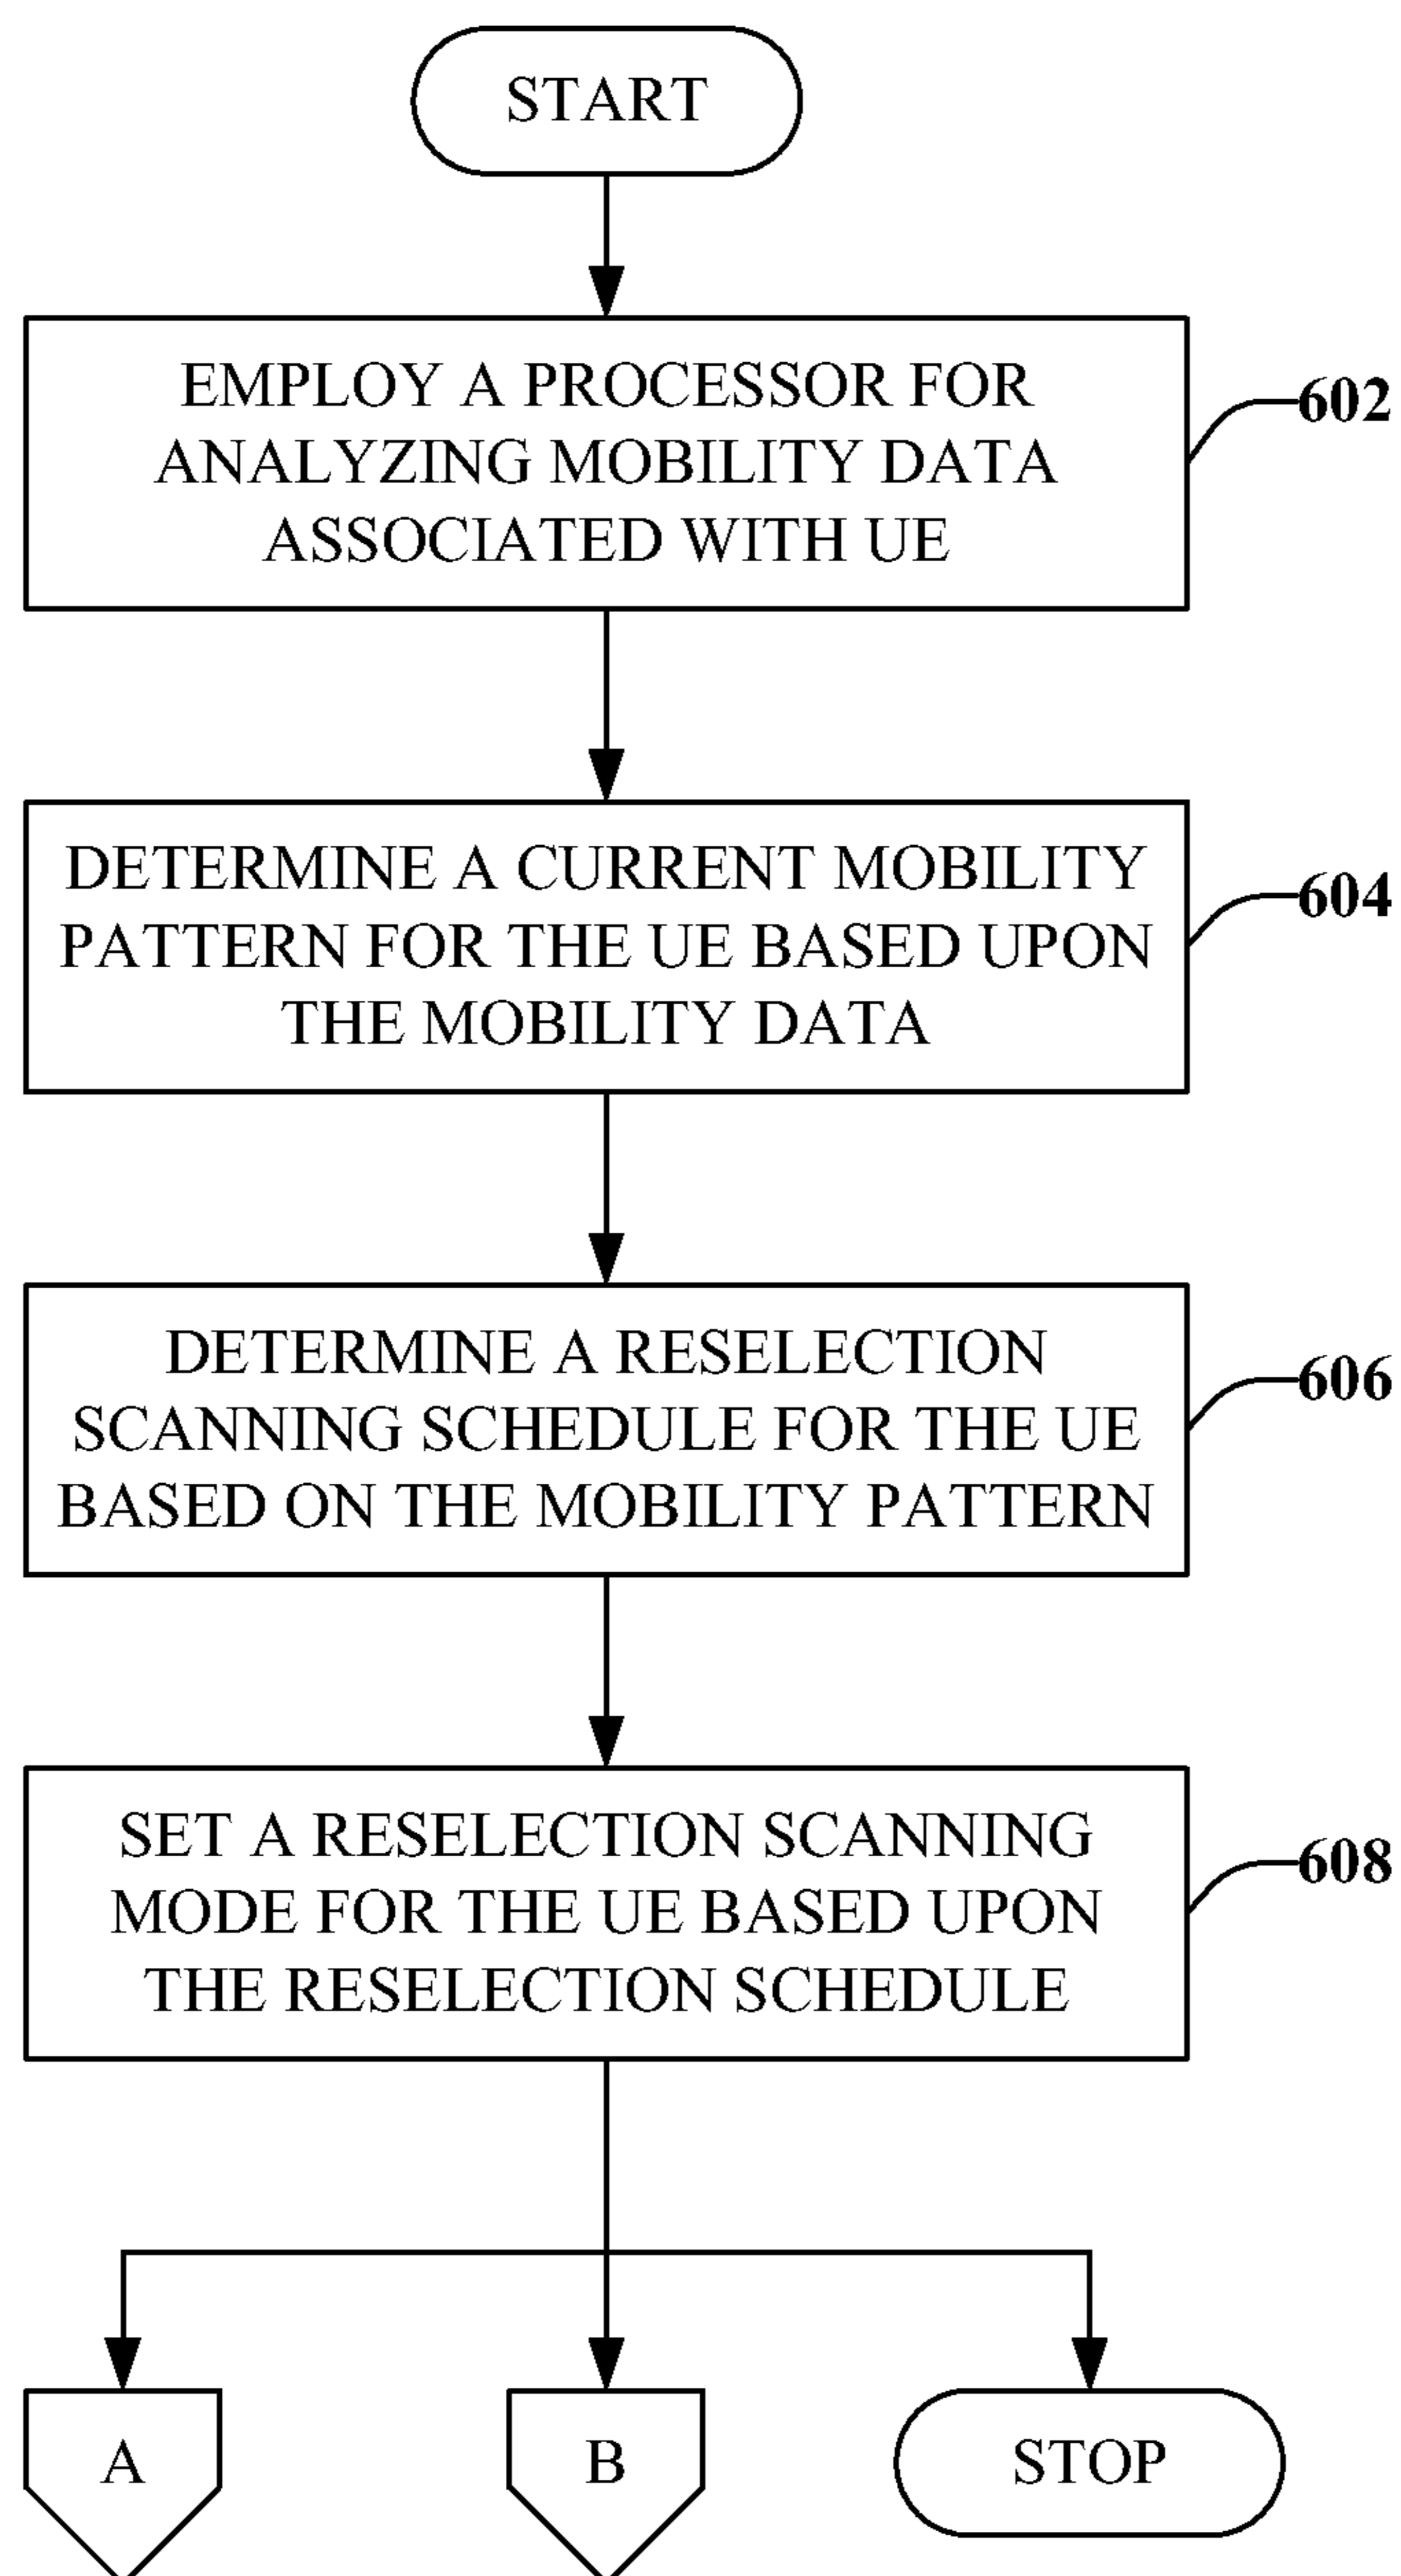 START
EMPLOY A PROCESSOR FOR
ANALYZING MOBILITY DATA
ASSOCIATED WITH UE
602
DETERMINE A CURRENT MOBILITY
PATTERN FOR THE UE BASED UPON
THE MOBILITY DATA
604
DETERMINE A RESELECTION
SCANNING SCHEDULE FOR THE UE
BASED ON THE MOBILITY PATTERN
606
SET A RESELECTION SCANNING
MODE FOR THE UE BASED UPON
THE RESELECTION SCHEDULE
608
A
B
STOP